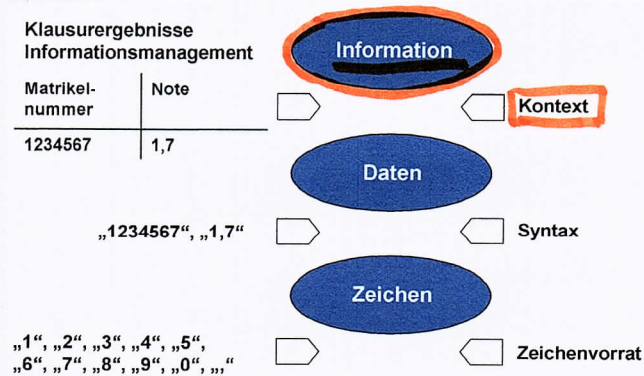 Klausurergebnisse
Informationsmanagement
Matrikel-
nummer
Note
1234567
1,7
Information
Kontext
Daten
„1234567“, „1,7“
Syntax
Zeichen
„1“, „2“, „3“, „4“, „5“,
„6“, „7“, „8“, „9“, „0“, „,“
Zeichenvorrat